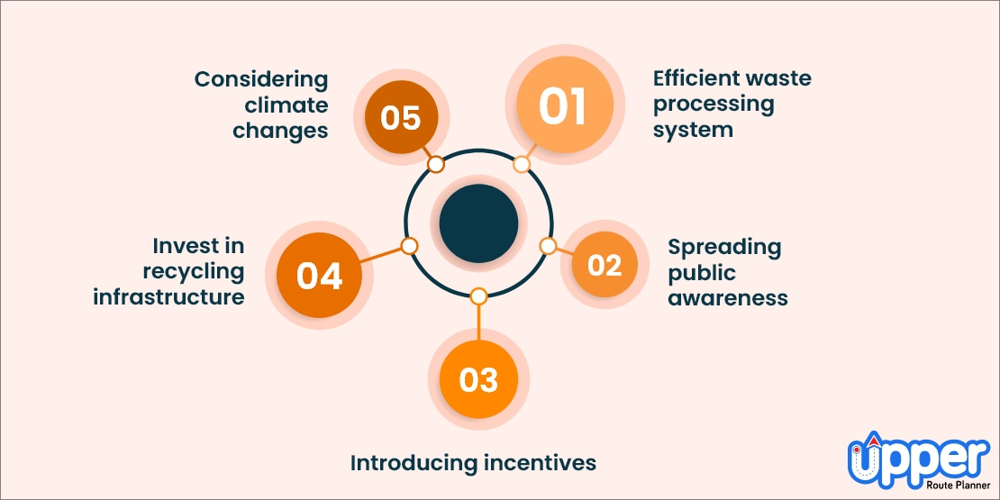 01
Efficient waste
processing
system
02
Spreading
public
awareness
03
Introducing incentives
04
Invest in
recycling
infrastructure
05
Considering
climate
changes
upper
Route Planner